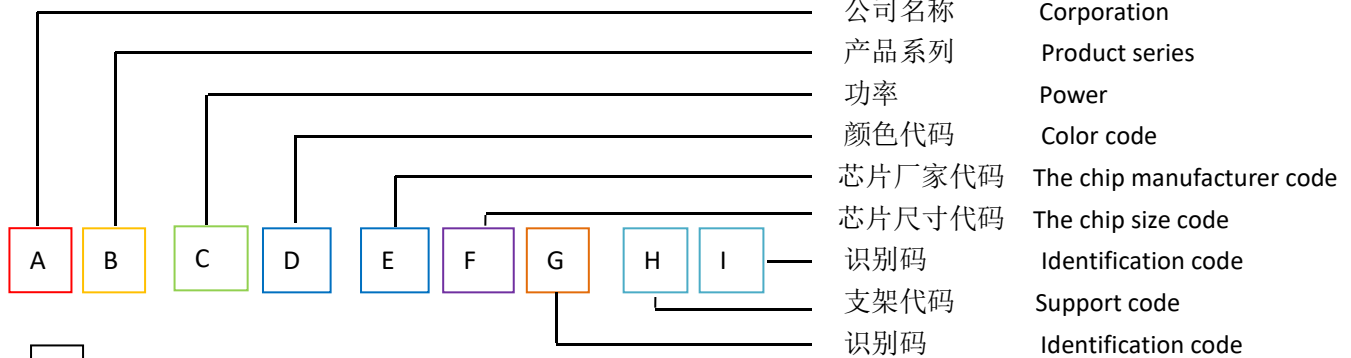 公司名称 Corporation
产品系列 Product series
功率 Power
颜色代码 Color code
芯片厂家代码 The chip manufacturer code
芯片尺寸代码 The chip size code
A B C D E F G H I 识别码 Identification code
支架代码 Support code
识别码 Identification code